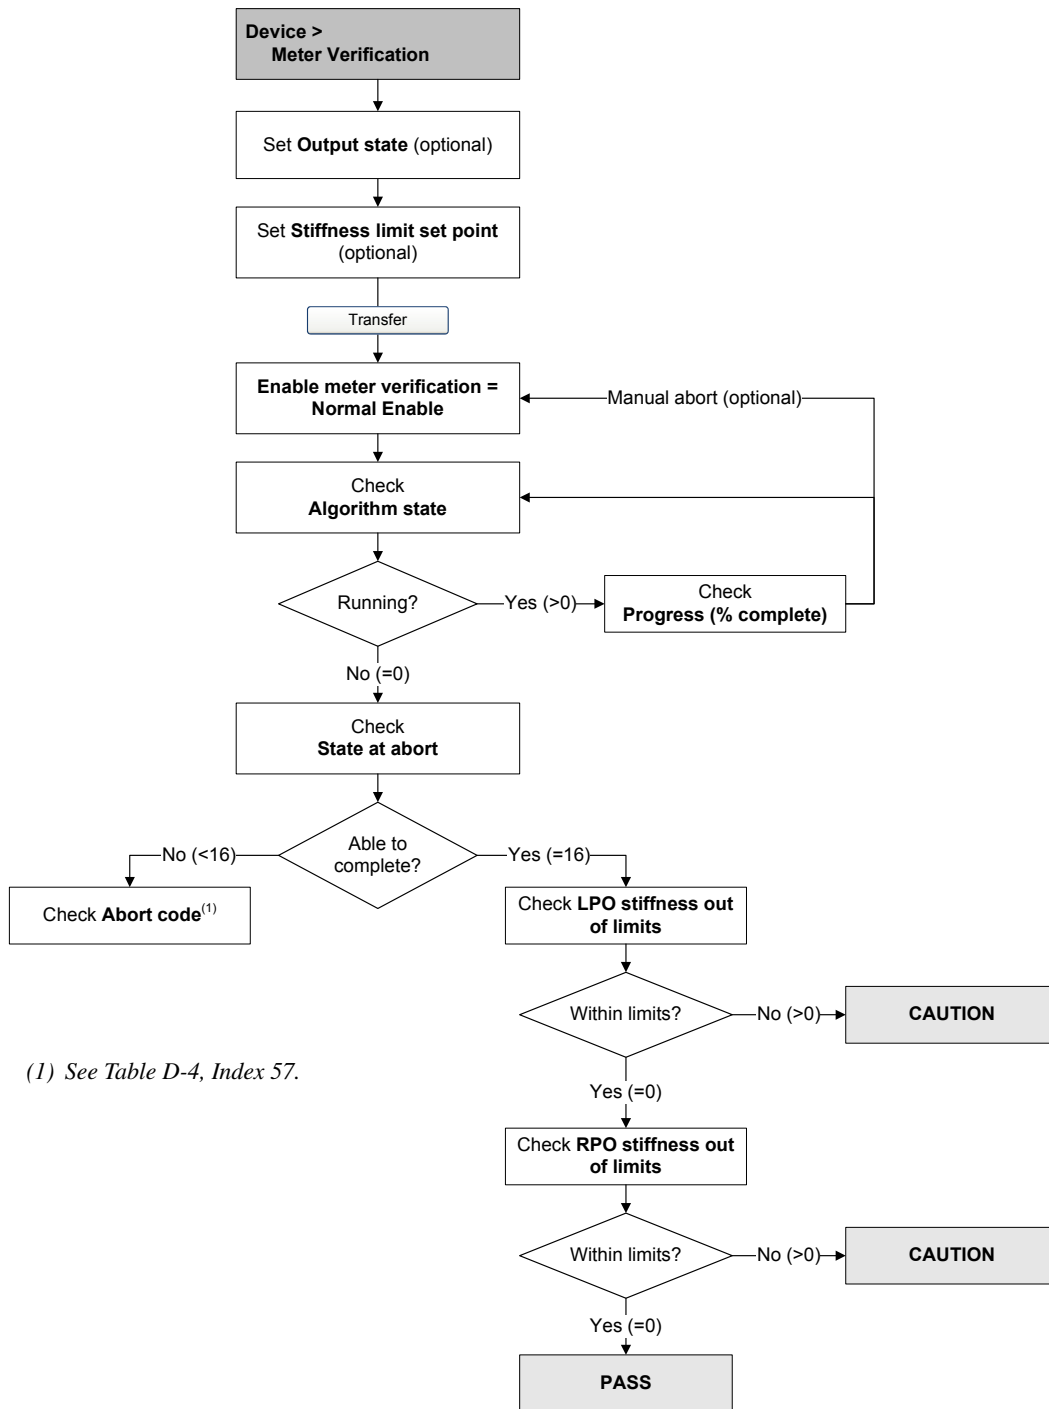 Device >
Meter Verification
Set Output state (optional)
Set Stiffness limit set point
(optional)
Transfer
Enable meter verification =
Normal Enable
Manual abort (optional)
Check
Algorithm state
Running?
Yes (>0)
Check
Progress (% complete)
No (=0)
Check
State at abort
Able to
complete?
No (<16)
Yes (=16)
Check Abort code(1)
Check LPO stiffness out
of limits
Within limits?
No (>0)
CAUTION
(1) See Table D-4, Index 57.
Yes (=0)
Check RPO stiffness out
of limits
Within limits?
No (>0)
CAUTION
Yes (=0)
PASS